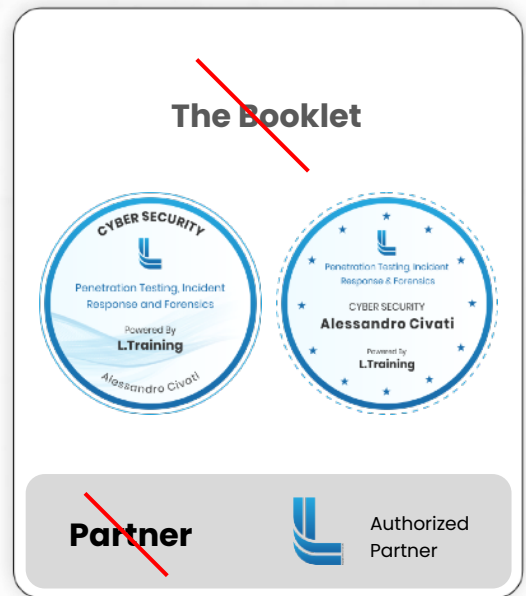 The Booklet
CYBER SECURITY
Penetration Testing, Incident
Response and Forensics
Powered By
L.Training
Alessandro Civati
Penetration Testing, Incident
Response & Forensics
CYBER SECURITY
Alessandro Civati
Powered By
L.Training
Partner
Authorized
Partner